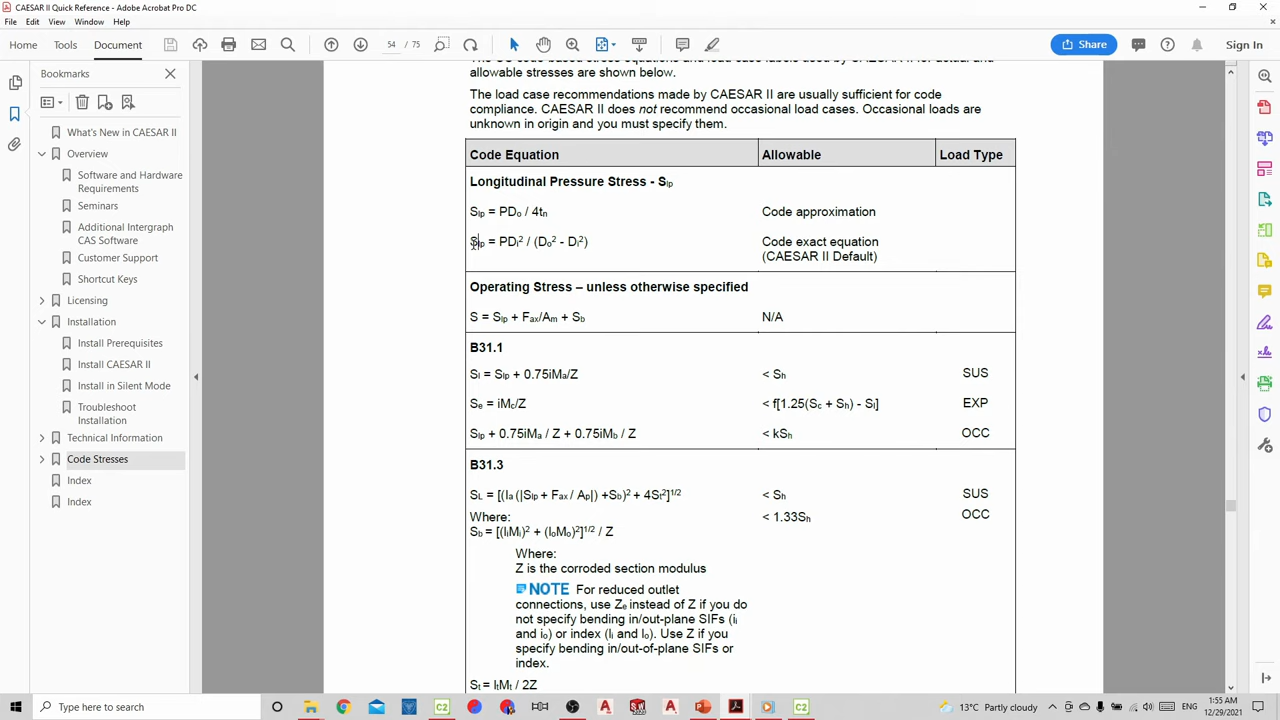 CAESAR II Quick Reference - Adobe Acrobat Pro DC
File Edit View Window Help
Home Tools Document
54 / 75
Share
Sign In
Bookmarks
What's New in CAESAR II
Overview
Software and Hardware
Requirements
Seminars
Additional Intergraph
CAS Software
Customer Support
Shortcut Keys
Licensing
Installation
Install Prerequisites
Install CAESAR II
Install in Silent Mode
Troubleshoot
Installation
Technical Information
Code Stresses
Index
Index
allowable stresses are shown below.
The load case recommendations made by CAESAR II are usually sufficient for code
compliance. CAESAR II does not recommend occasional load cases. Occasional loads are
unknown in origin and you must specify them.
Code Equation Allowable Load Type
Longitudinal Pressure Stress - Slp
Slp = PDo / 4tn Code approximation
Slp = PDi² / (Do² - Di²) Code exact equation
(CAESAR II Default)
Operating Stress – unless otherwise specified
S = Slp + Fax/Am + Sb N/A
B31.1
Sl = Slp + 0.75iMa/Z < Sh SUS
Se = iMc/Z < f[1.25(Sc + Sh) - Sl] EXP
Slp + 0.75iMa / Z + 0.75iMb / Z < kSh OCC
B31.3
SL = [(Ia (|Slp + Fax / Ap|) +Sb)² + 4St²]1/2 < Sh SUS
Where: < 1.33Sh OCC
Sb = [(IiMi)² + (IoMo)²]1/2 / Z
Where:
Z is the corroded section modulus
NOTE For reduced outlet
connections, use Ze instead of Z if you do
not specify bending in/out-plane SIFs (ii
and io) or index (Ii and Io). Use Z if you
specify bending in/out-of-plane SIFs or
index.
St = ItMt / 2Z
Type here to search
13°C Partly cloudy
ENG
1:55 AM
12/29/2021